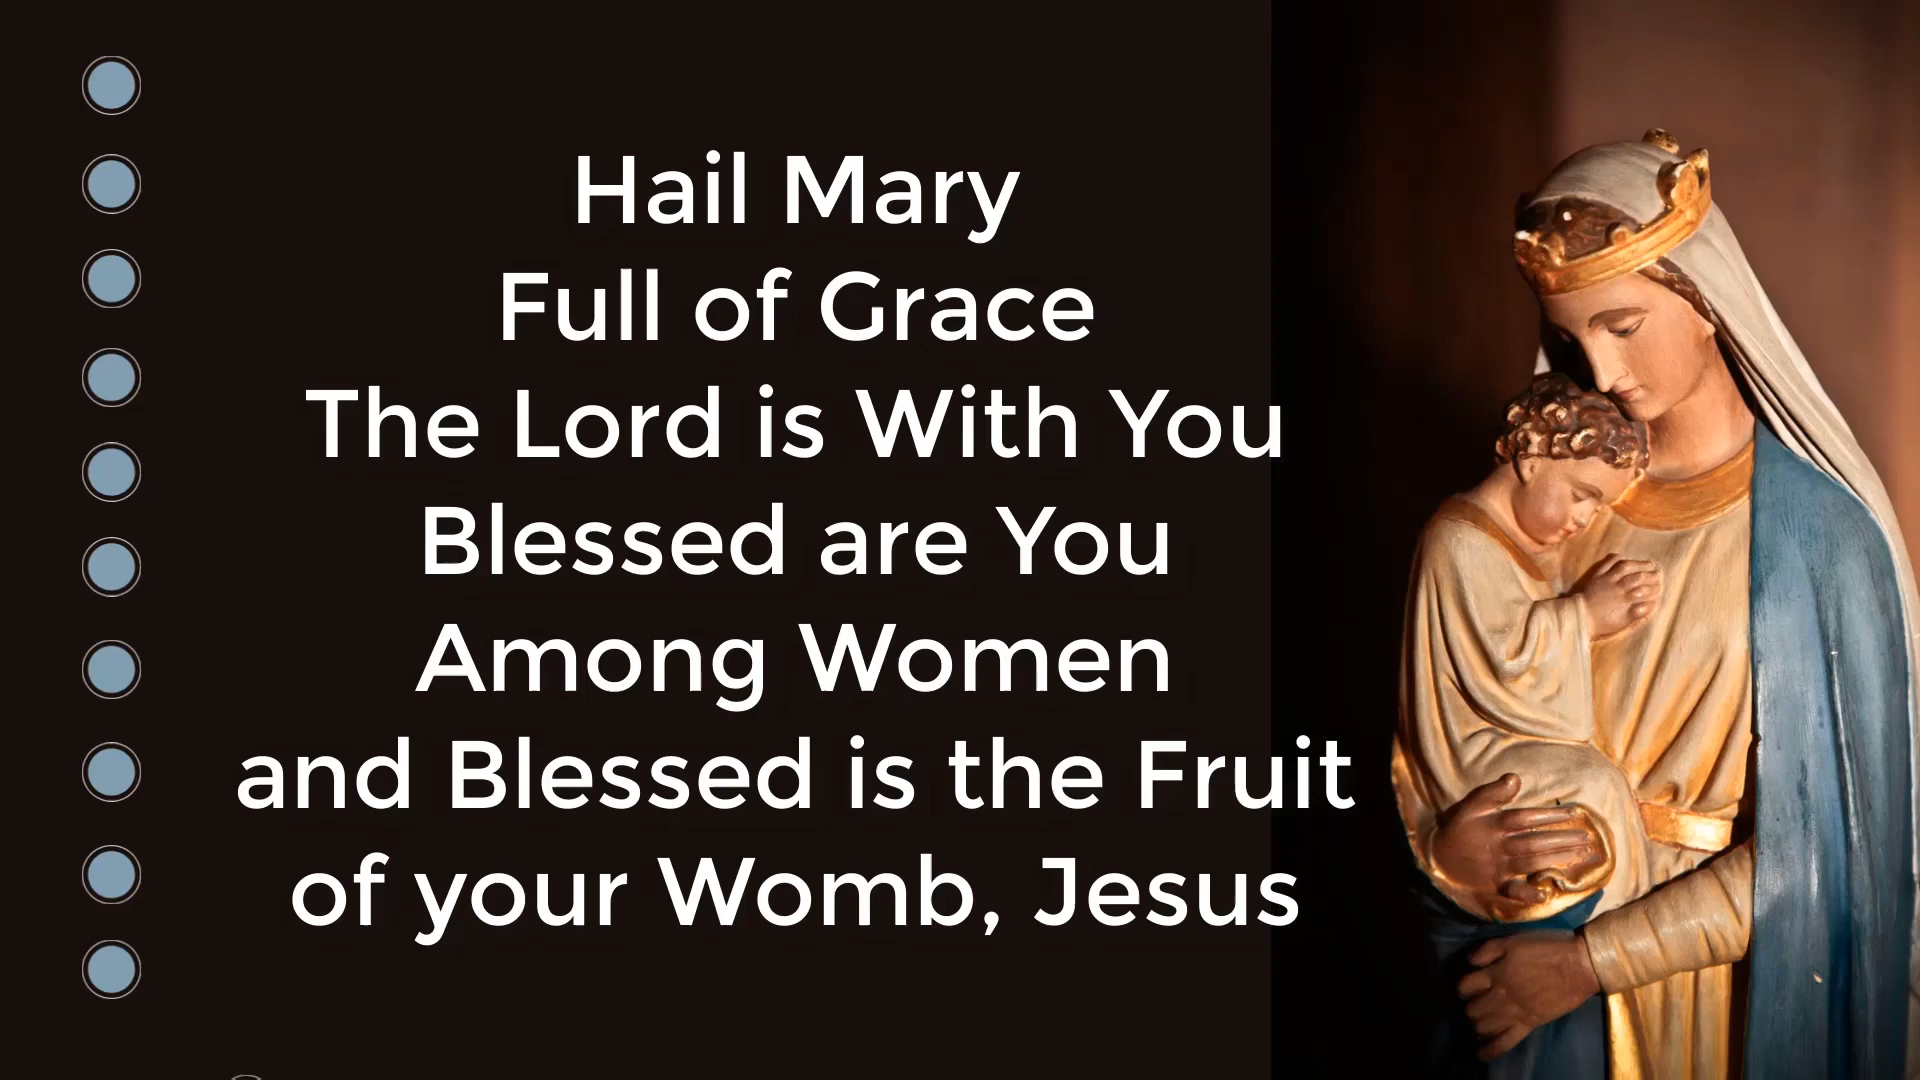 Hail Mary
Full of Grace
The Lord is With You
Blessed are You
Among Women
and Blessed is the Fruit
of your Womb, Jesus